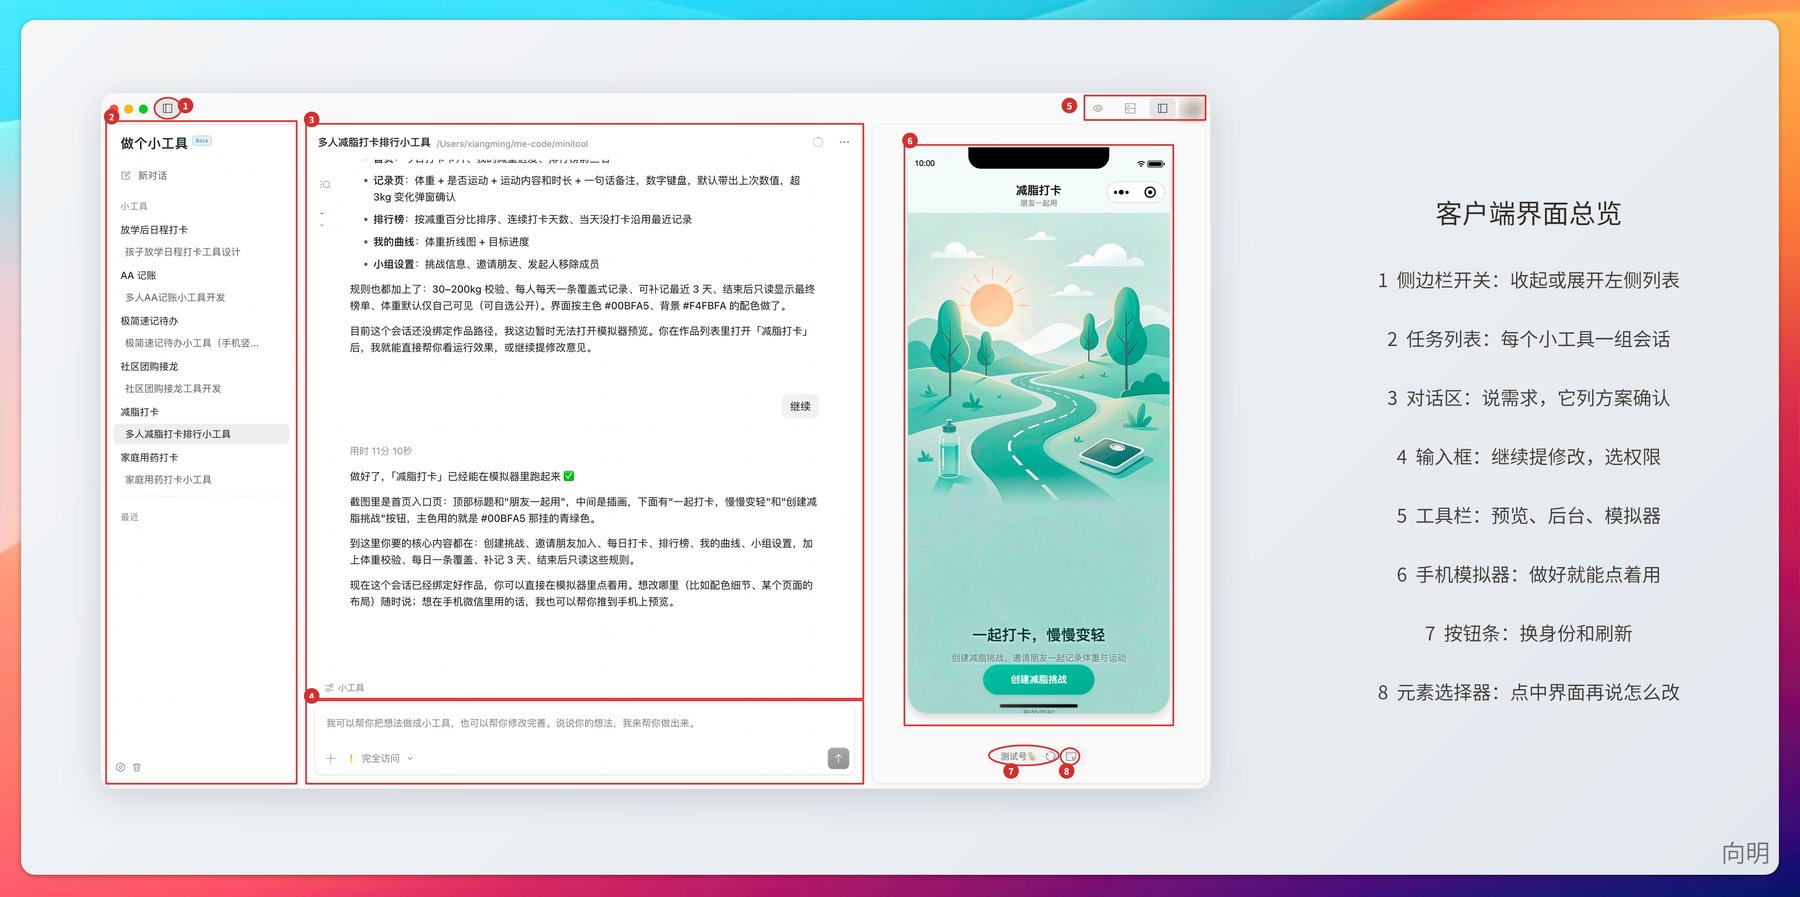 1
2
做个小工具 Beta
新对话
小工具
放学后日程打卡
孩子放学日程打卡工具设计
AA 记账
多人AA记账小工具开发
极简速记待办
极简速记待办小工具（手机竖...
社区团购接龙
社区团购接龙工具开发
减脂打卡
多人减脂打卡排行小工具
家庭用药打卡
家庭用药打卡小工具
最近
3
多人减脂打卡排行小工具 /Users/xiangming/me-code/minitool
• 记录页：体重 + 是否运动 + 运动内容和时长 + 一句话备注，数字键盘，默认带出上次数值，超
3kg 变化弹窗确认
• 排行榜：按减重百分比排序、连续打卡天数、当天没打卡沿用最近记录
• 我的曲线：体重折线图 + 目标进度
• 小组设置：挑战信息、邀请朋友、发起人移除成员
规则也都加上了：30–200kg 校验、每人每天一条覆盖式记录、可补记最近 3 天、结束后只读显示最终
榜单、体重默认仅自己可见（可自选公开）。界面按主色 #00BFA5、背景 #F4FBFA 的配色做了。
目前这个会话还没绑定作品路径，我这边暂时无法打开模拟器预览。你在作品列表里打开「减脂打卡」
后，我就能直接帮你看运行效果，或继续提修改意见。
继续
用时 11分 10秒
做好了，「减脂打卡」已经能在模拟器里跑起来 ✅
截图里是首页入口页：顶部标题和"朋友一起用"，中间是插画，下面有"一起打卡，慢慢变轻"和"创建减
脂挑战"按钮，主色用的就是 #00BFA5 那挂的青绿色。
到这里你要的核心内容都在：创建挑战、邀请朋友加入、每日打卡、排行榜、我的曲线、小组设置，加
上体重校验、每日一条覆盖、补记 3 天、结束后只读这些规则。
现在这个会话已经绑定好作品，你可以直接在模拟器里点着用。想改哪里（比如配色细节、某个页面的
布局）随时说；想在手机微信里用的话，我也可以帮你推到手机上预览。
小工具
4
我可以帮你把想法做成小工具，也可以帮你修改完善。说说你的想法，我来帮你做出来。
! 完全访问
5
6
10:00
减脂打卡
朋友一起用
一起打卡，慢慢变轻
创建减脂挑战，邀请朋友一起记录体重与运动
创建减脂挑战
测试号
7
8
客户端界面总览
1 侧边栏开关：收起或展开左侧列表
2 任务列表：每个小工具一组会话
3 对话区：说需求，它列方案确认
4 输入框：继续提修改，选权限
5 工具栏：预览、后台、模拟器
6 手机模拟器：做好就能点着用
7 按钮条：换身份和刷新
8 元素选择器：点中界面再说怎么改
向明